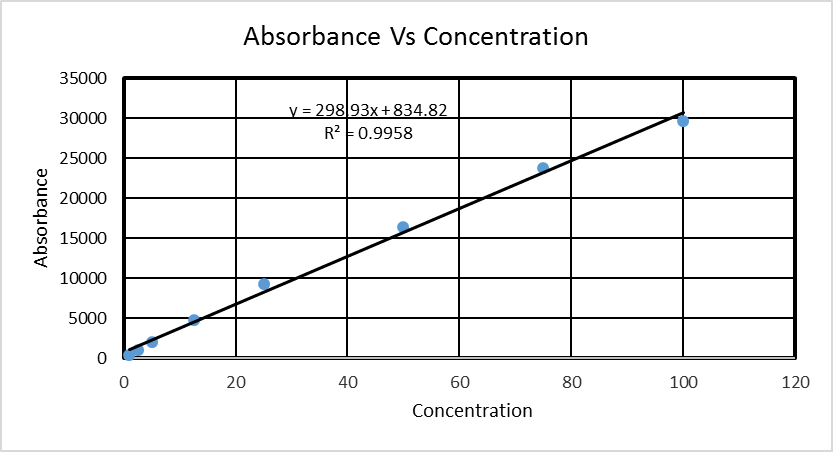 Absorbance Vs Concentration
35000
30000
25000
20000
15000
10000
5000
0
y = 298.93x + 834.82
R² = 0.9958
Absorbance
0 20 40 60 80 100 120
Concentration